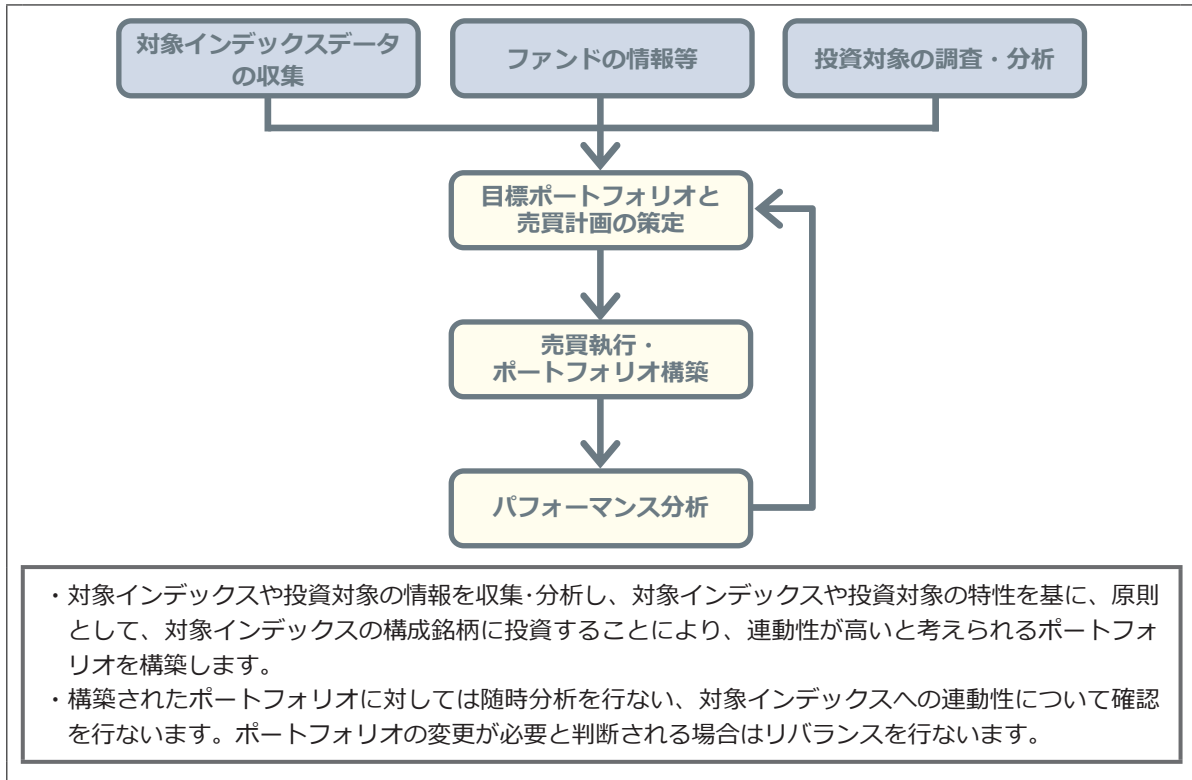 対象インデックスデータ
の収集
ファンドの情報等
投資対象の調査・分析
目標ポートフォリオと
売買計画の策定
売買執行・
ポートフォリオ構築
パフォーマンス分析
・対象インデックスや投資対象の情報を収集･分析し、対象インデックスや投資対象の特性を基に、原則
として、対象インデックスの構成銘柄に投資することにより、連動性が高いと考えられるポートフォ
リオを構築します。
・構築されたポートフォリオに対しては随時分析を行ない、対象インデックスへの連動性について確認
を行ないます。ポートフォリオの変更が必要と判断される場合はリバランスを行ないます。